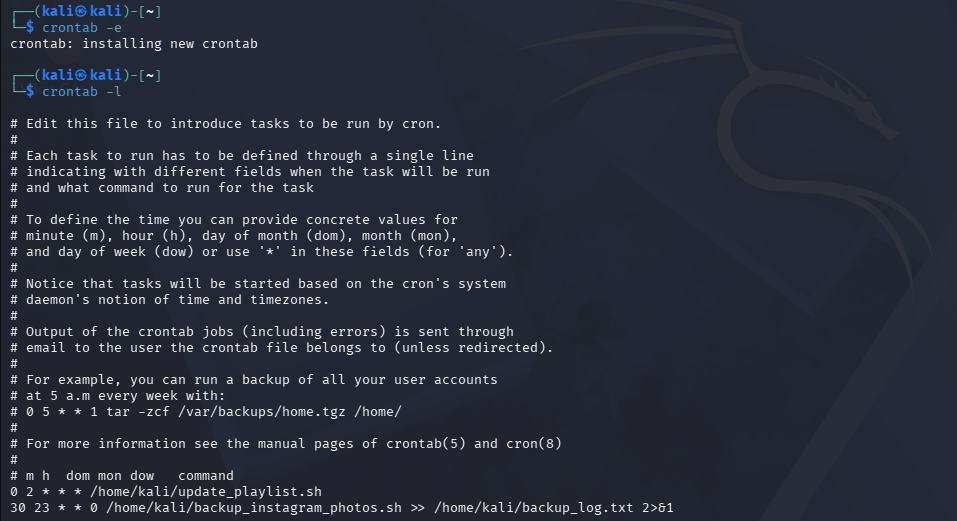 ┌──(kali㉿kali)-[~]
└─$ crontab -e
crontab: installing new crontab
┌──(kali㉿kali)-[~]
└─$ crontab -l
# Edit this file to introduce tasks to be run by cron.
#
# Each task to run has to be defined through a single line
# indicating with different fields when the task will be run
# and what command to run for the task
#
# To define the time you can provide concrete values for
# minute (m), hour (h), day of month (dom), month (mon),
# and day of week (dow) or use '*' in these fields (for 'any').
#
# Notice that tasks will be started based on the cron's system
# daemon's notion of time and timezones.
#
# Output of the crontab jobs (including errors) is sent through
# email to the user the crontab file belongs to (unless redirected).
#
# For example, you can run a backup of all your user accounts
# at 5 a.m every week with:
# 0 5 * * 1 tar -zcf /var/backups/home.tgz /home/
#
# For more information see the manual pages of crontab(5) and cron(8)
#
# m h  dom mon dow   command
0 2 * * * /home/kali/update_playlist.sh
30 23 * * 0 /home/kali/backup_instagram_photos.sh >> /home/kali/backup_log.txt 2>&1